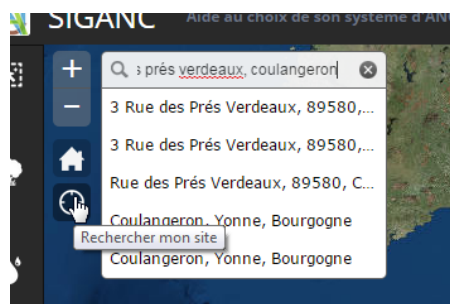 SIGANC Aide au choix de son système d'AN
s prés verdeaux, coulangeron
3 Rue des Prés Verdeaux, 89580,...
3 Rue des Prés Verdeaux, 89580,...
Rue des Prés Verdeaux, 89580, C...
Coulangeron, Yonne, Bourgogne
Rechercher mon site
Coulangeron, Yonne, Bourgogne